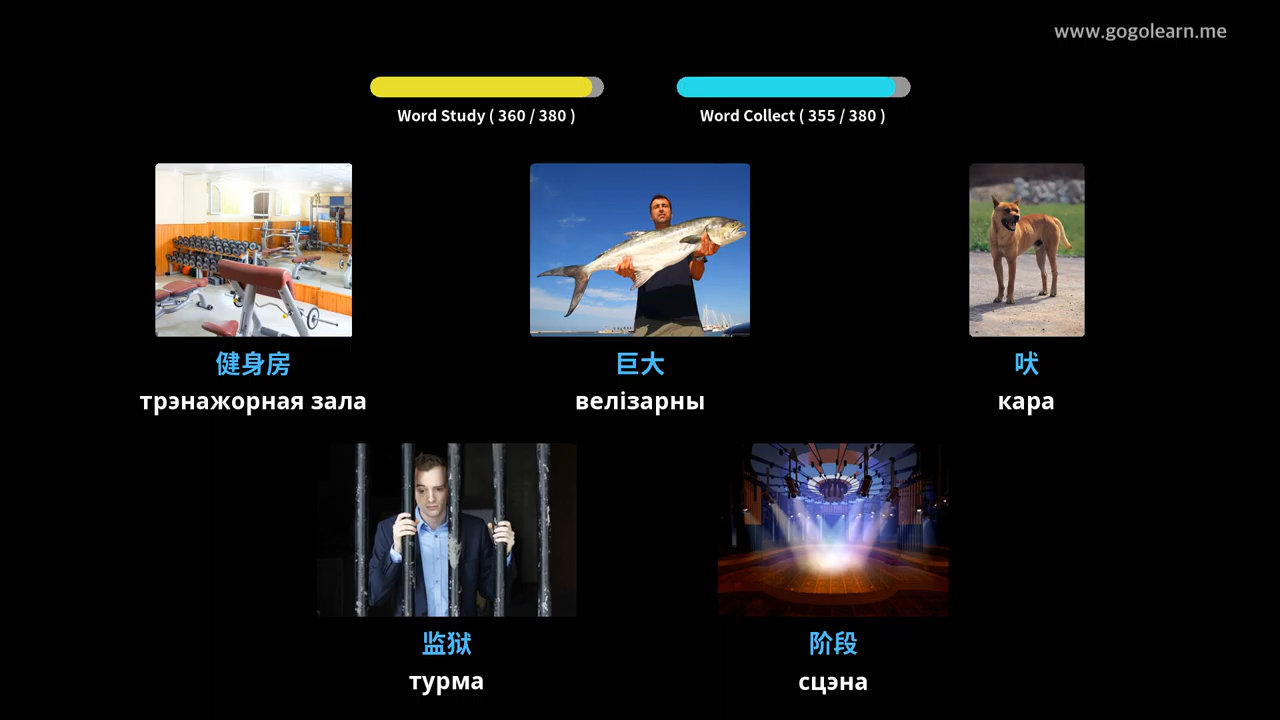 www.gogolearn.me
Word Study ( 360 / 380 )
Word Collect ( 355 / 380 )
健身房
трэнажорная зала
巨大
велізарны
吠
кара
监狱
турма
阶段
сцэна